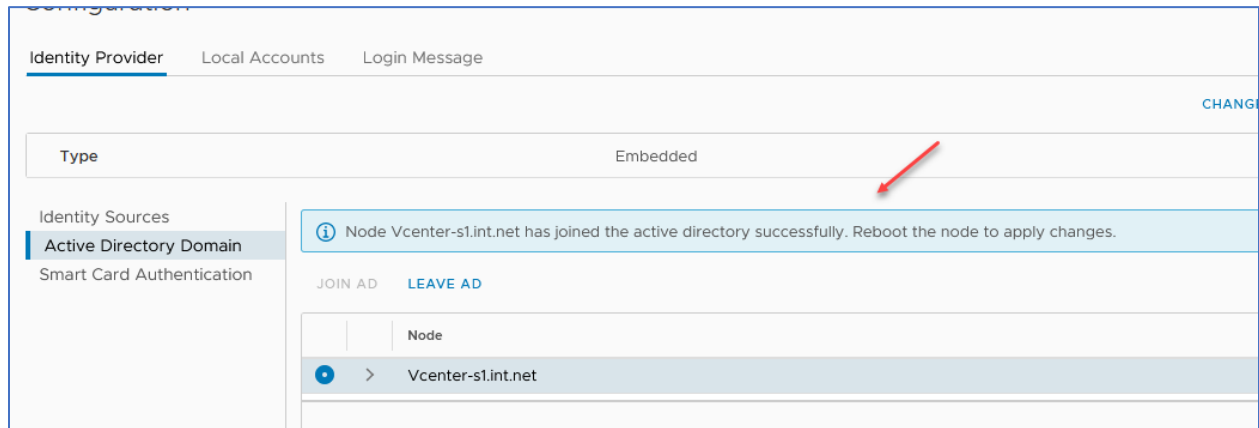 Configuration
Identity Provider Local Accounts Login Message
Type Embedded
Identity Sources
Active Directory Domain
Smart Card Authentication
Node Vcenter-s1.int.net has joined the active directory successfully. Reboot the node to apply changes.
JOIN AD LEAVE AD
Node
Vcenter-s1.int.net